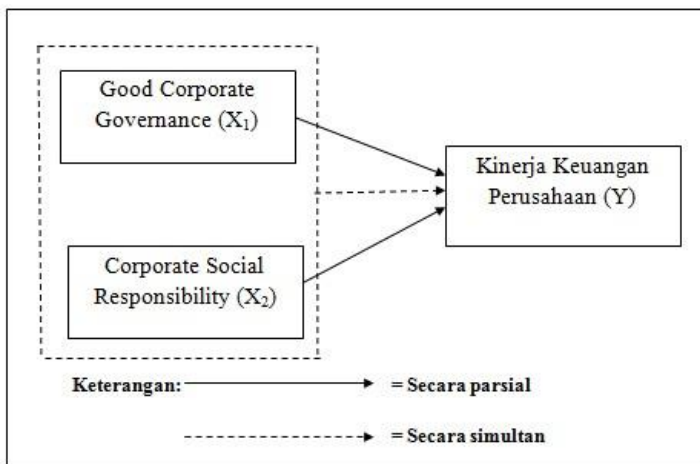 Good Corporate
Governance (X₁)
Kinerja Keuangan
Perusahaan (Y)
Corporate Social
Responsibility (X₂)
Keterangan: = Secara parsial
= Secara simultan